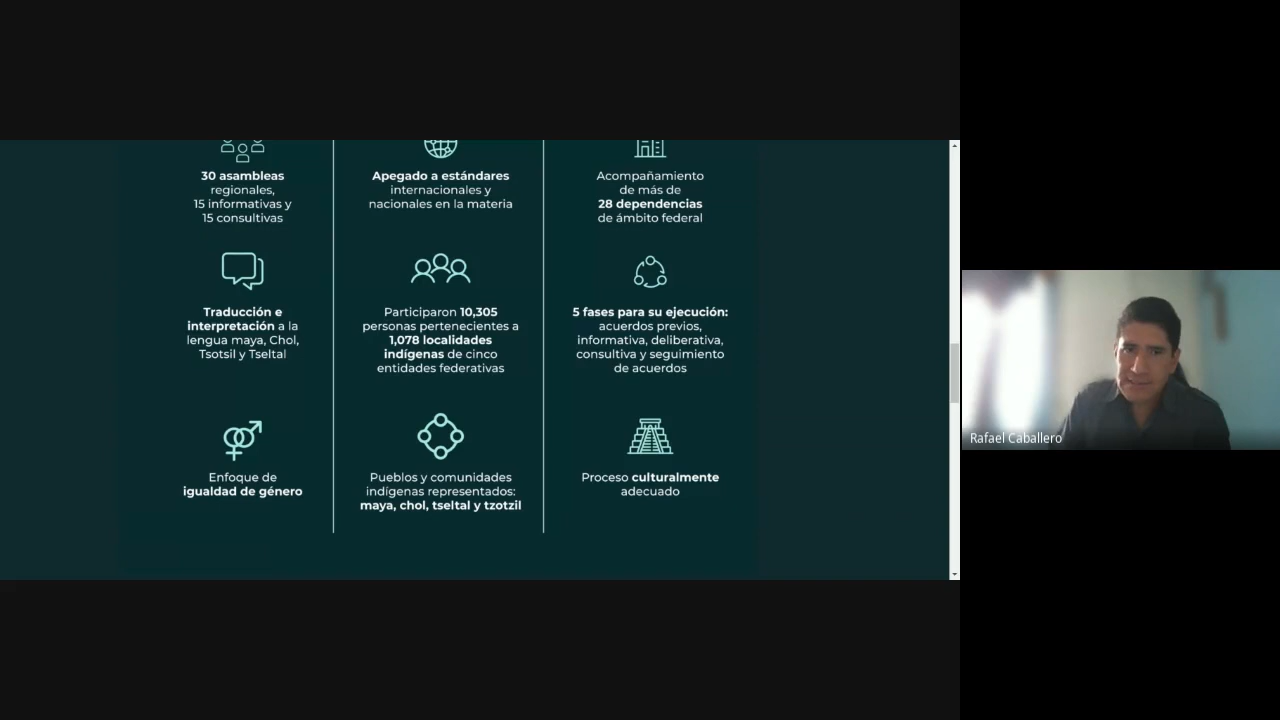 30 asambleas
regionales,
15 informativas y
15 consultivas
Apegado a estándares
internacionales y
nacionales en la materia
Acompañamiento
de más de
28 dependencias
de ámbito federal
Traducción e
interpretación a la
lengua maya, Chol,
Tsotsil y Tseltal
Participaron 10,305
personas pertenecientes a
1,078 localidades
indígenas de cinco
entidades federativas
5 fases para su ejecución:
acuerdos previos,
informativa, deliberativa,
consultiva y seguimiento
de acuerdos
Enfoque de
igualdad de género
Pueblos y comunidades
indígenas representados:
maya, chol, tseltal y tzotzil
Proceso culturalmente
adecuado
Rafael Caballero